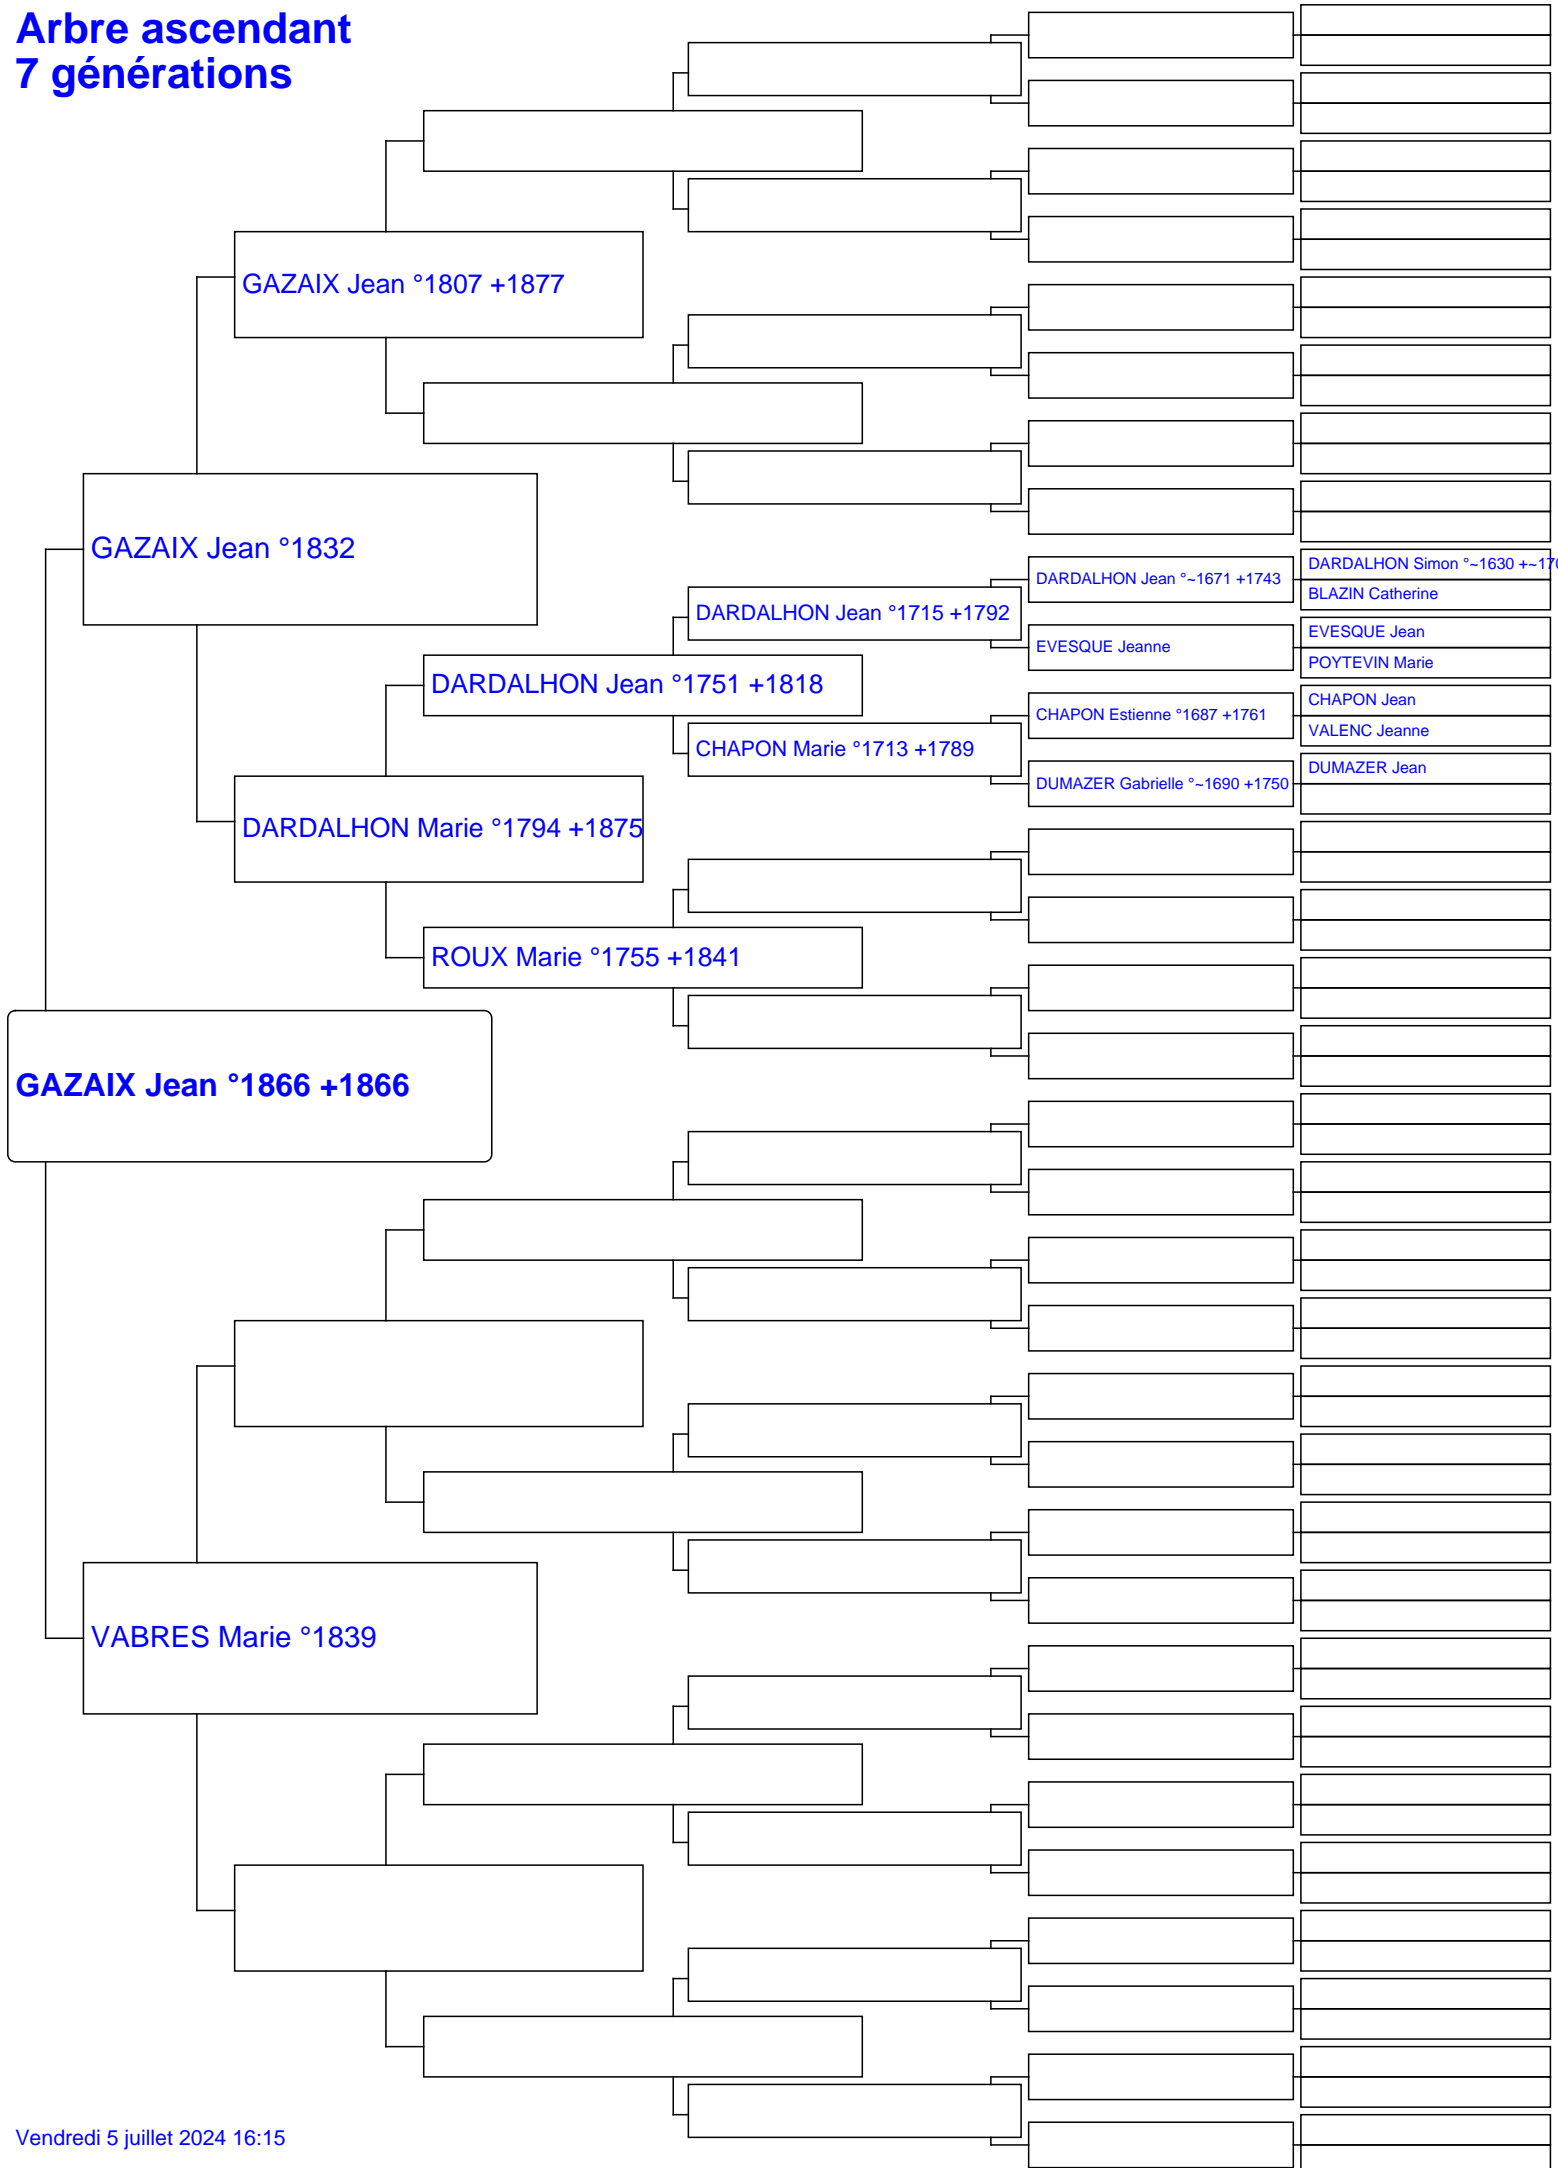 Arbre ascendant
7 générations
GAZAIX Jean °1807 +1877
GAZAIX Jean °1832
DARDALHON Simon °~1630 +~170
DARDALHON Jean °~1671 +1743
BLAZIN Catherine
DARDALHON Jean °1715 +1792
EVESQUE Jean
EVESQUE Jeanne
POYTEVIN Marie
DARDALHON Jean °1751 +1818
CHAPON Jean
CHAPON Estienne °1687 +1761
VALENC Jeanne
CHAPON Marie °1713 +1789
DUMAZER Jean
DUMAZER Gabrielle °~1690 +1750
DARDALHON Marie °1794 +1875
ROUX Marie °1755 +1841
GAZAIX Jean °1866 +1866
VABRES Marie °1839
Vendredi 5 juillet 2024 16:15